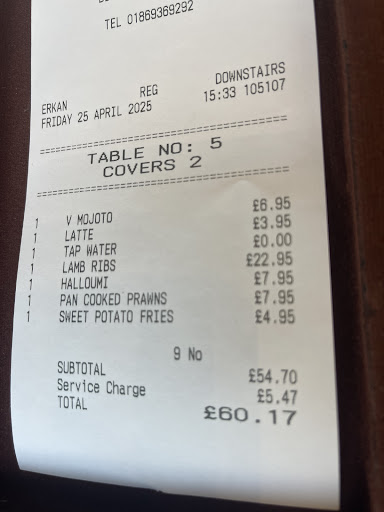 TEL 01869369292
ERKAN REG DOWNSTAIRS
FRIDAY 25 APRIL 2025 15:33 105107
TABLE NO: 5
COVERS 2
1 V MOJOTO £6.95
1 LATTE £3.95
1 TAP WATER £0.00
1 LAMB RIBS £22.95
1 HALLOUMI £7.95
1 PAN COOKED PRAWNS £7.95
1 SWEET POTATO FRIES £4.95
9 No
SUBTOTAL £54.70
Service Charge £5.47
TOTAL £60.17